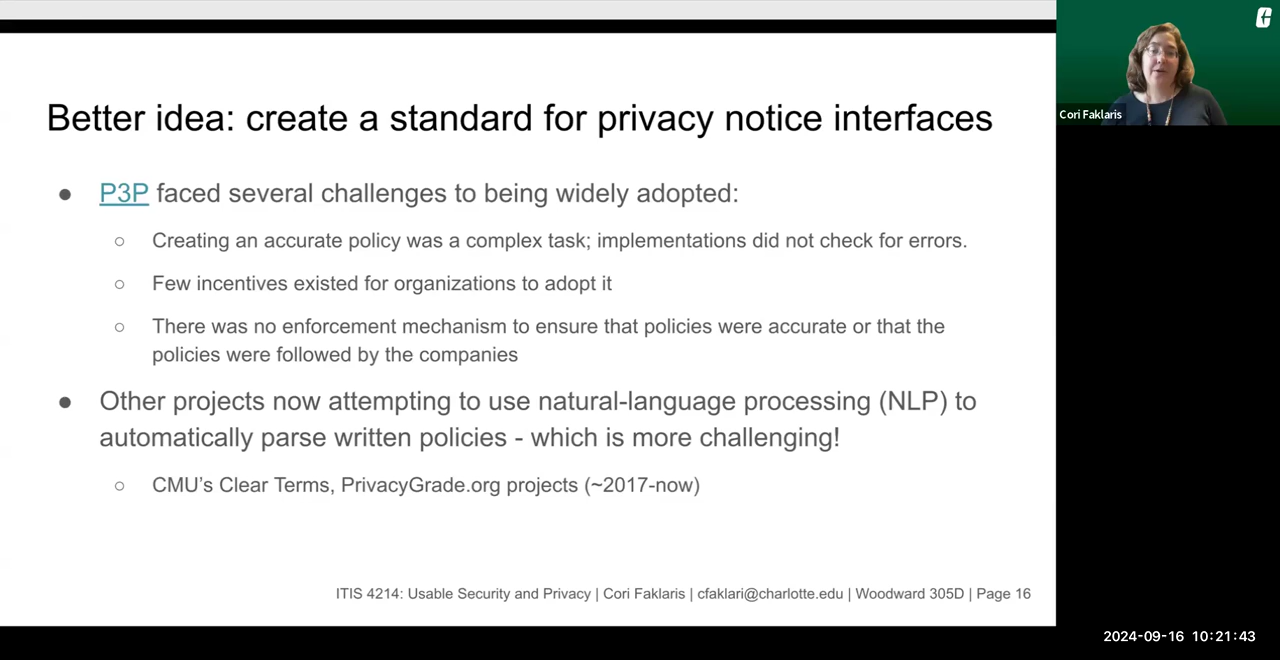 Better idea: create a standard for privacy notice interfaces
● P3P faced several challenges to being widely adopted:
○ Creating an accurate policy was a complex task; implementations did not check for errors.
○ Few incentives existed for organizations to adopt it
○ There was no enforcement mechanism to ensure that policies were accurate or that the
policies were followed by the companies
● Other projects now attempting to use natural-language processing (NLP) to
automatically parse written policies - which is more challenging!
○ CMU’s Clear Terms, PrivacyGrade.org projects (~2017-now)
ITIS 4214: Usable Security and Privacy | Cori Faklaris | cfaklari@charlotte.edu | Woodward 305D | Page 16
Cori Faklaris
2024-09-16 10:21:43